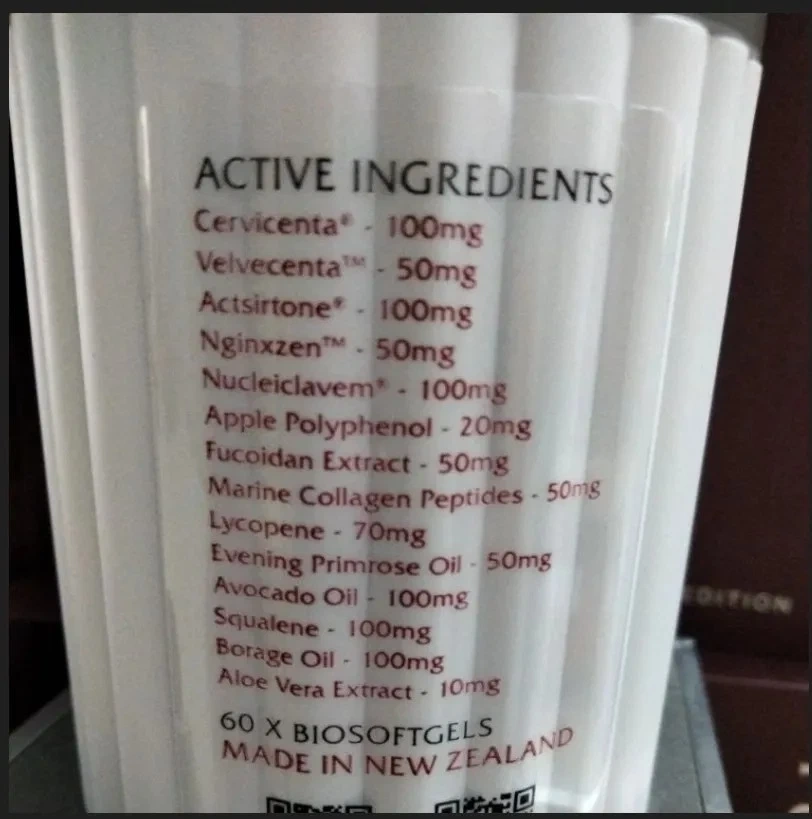 ACTIVE INGREDIENTS
Cervicenta® - 100mg
Velvecenta™ - 50mg
Actsirtone® - 100mg
Nginxzen™ - 50mg
Nucleiclavem® - 100mg
Apple Polyphenol - 20mg
Fucoidan Extract - 50mg
Marine Collagen Peptides - 50mg
Lycopene - 70mg
Evening Primrose Oil - 50mg
Avocado Oil - 100mg
Squalene - 100mg
Borage Oil - 100mg
Aloe Vera Extract - 10mg
60 X BIOSOFTGELS
MADE IN NEW ZEALAND
EDITION